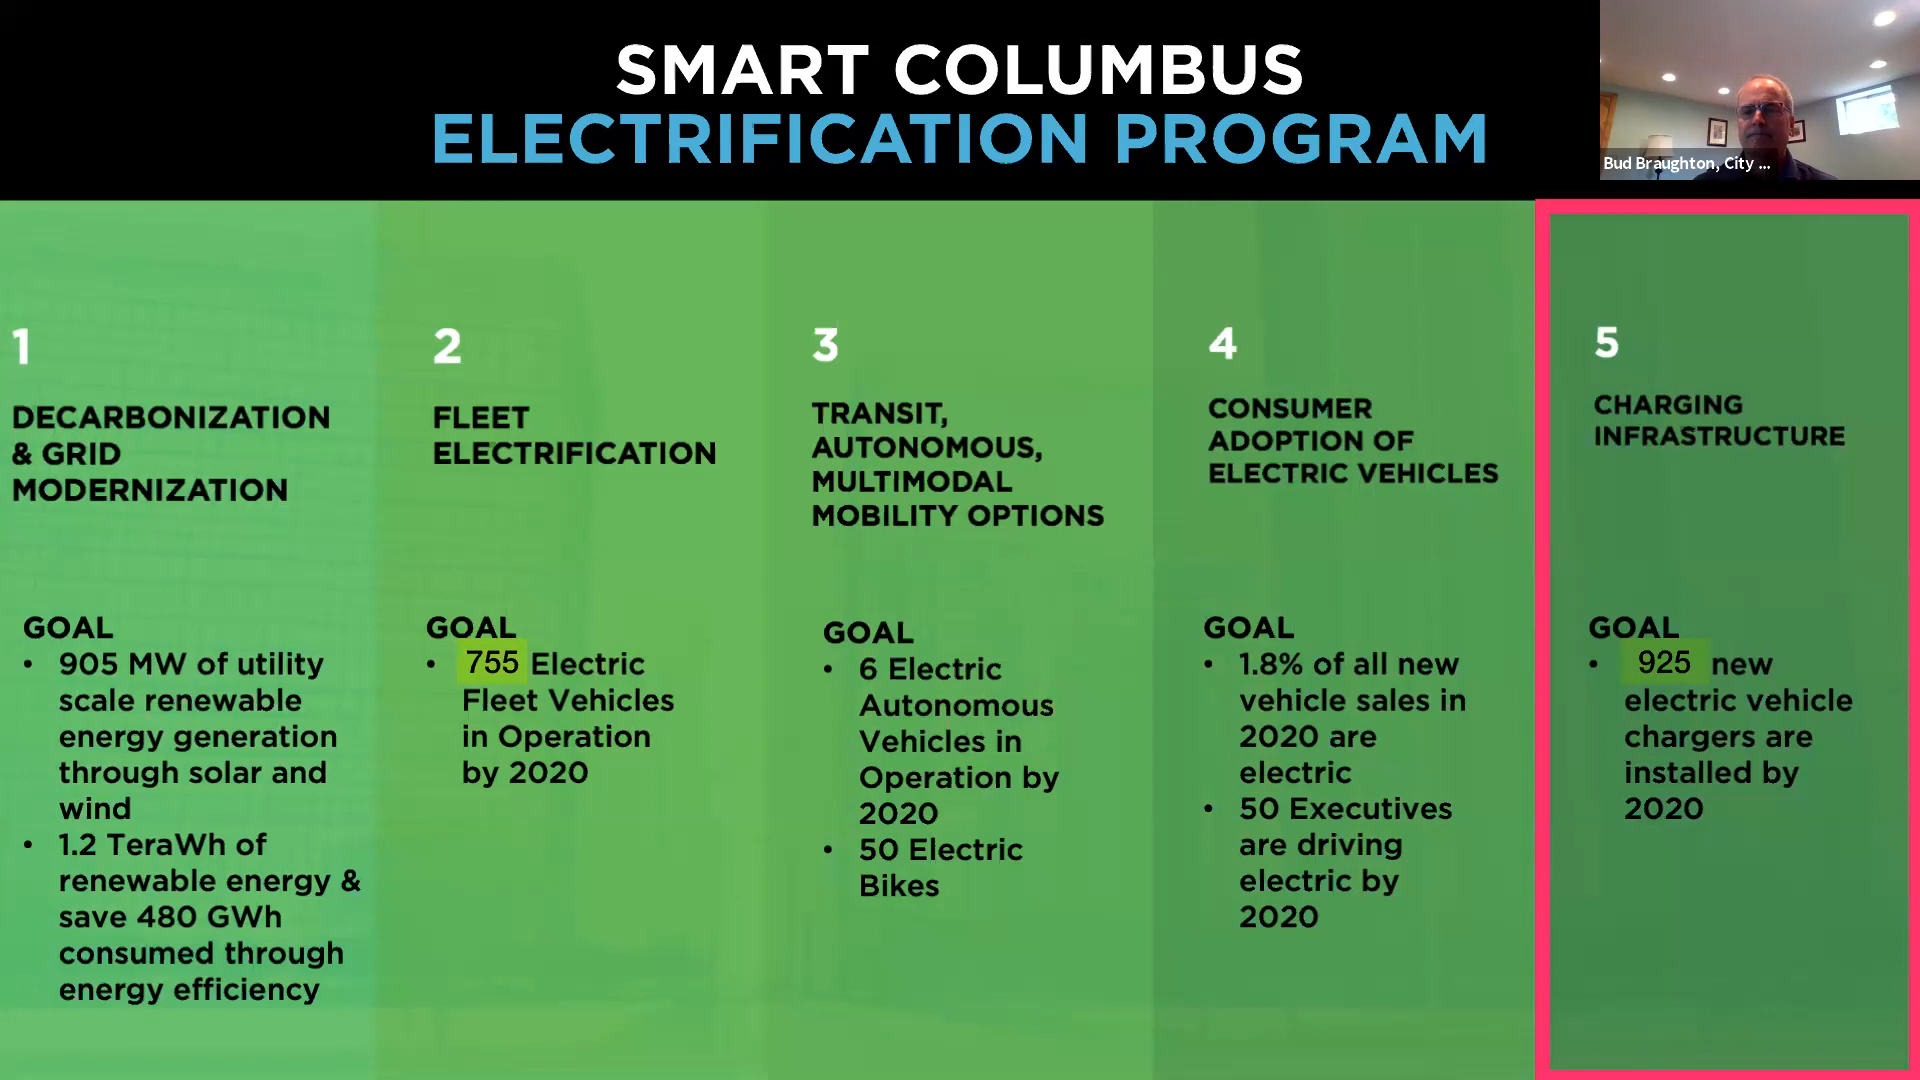 SMART COLUMBUS
ELECTRIFICATION PROGRAM
Bud Braughton, City ...
1
DECARBONIZATION
& GRID
MODERNIZATION
GOAL
• 905 MW of utility
scale renewable
energy generation
through solar and
wind
• 1.2 TeraWh of
renewable energy &
save 480 GWh
consumed through
energy efficiency
2
FLEET
ELECTRIFICATION
GOAL
• 755 Electric
Fleet Vehicles
in Operation
by 2020
3
TRANSIT,
AUTONOMOUS,
MULTIMODAL
MOBILITY OPTIONS
GOAL
• 6 Electric
Autonomous
Vehicles in
Operation by
2020
• 50 Electric
Bikes
4
CONSUMER
ADOPTION OF
ELECTRIC VEHICLES
GOAL
• 1.8% of all new
vehicle sales in
2020 are
electric
• 50 Executives
are driving
electric by
2020
5
CHARGING
INFRASTRUCTURE
GOAL
• 925 new
electric vehicle
chargers are
installed by
2020